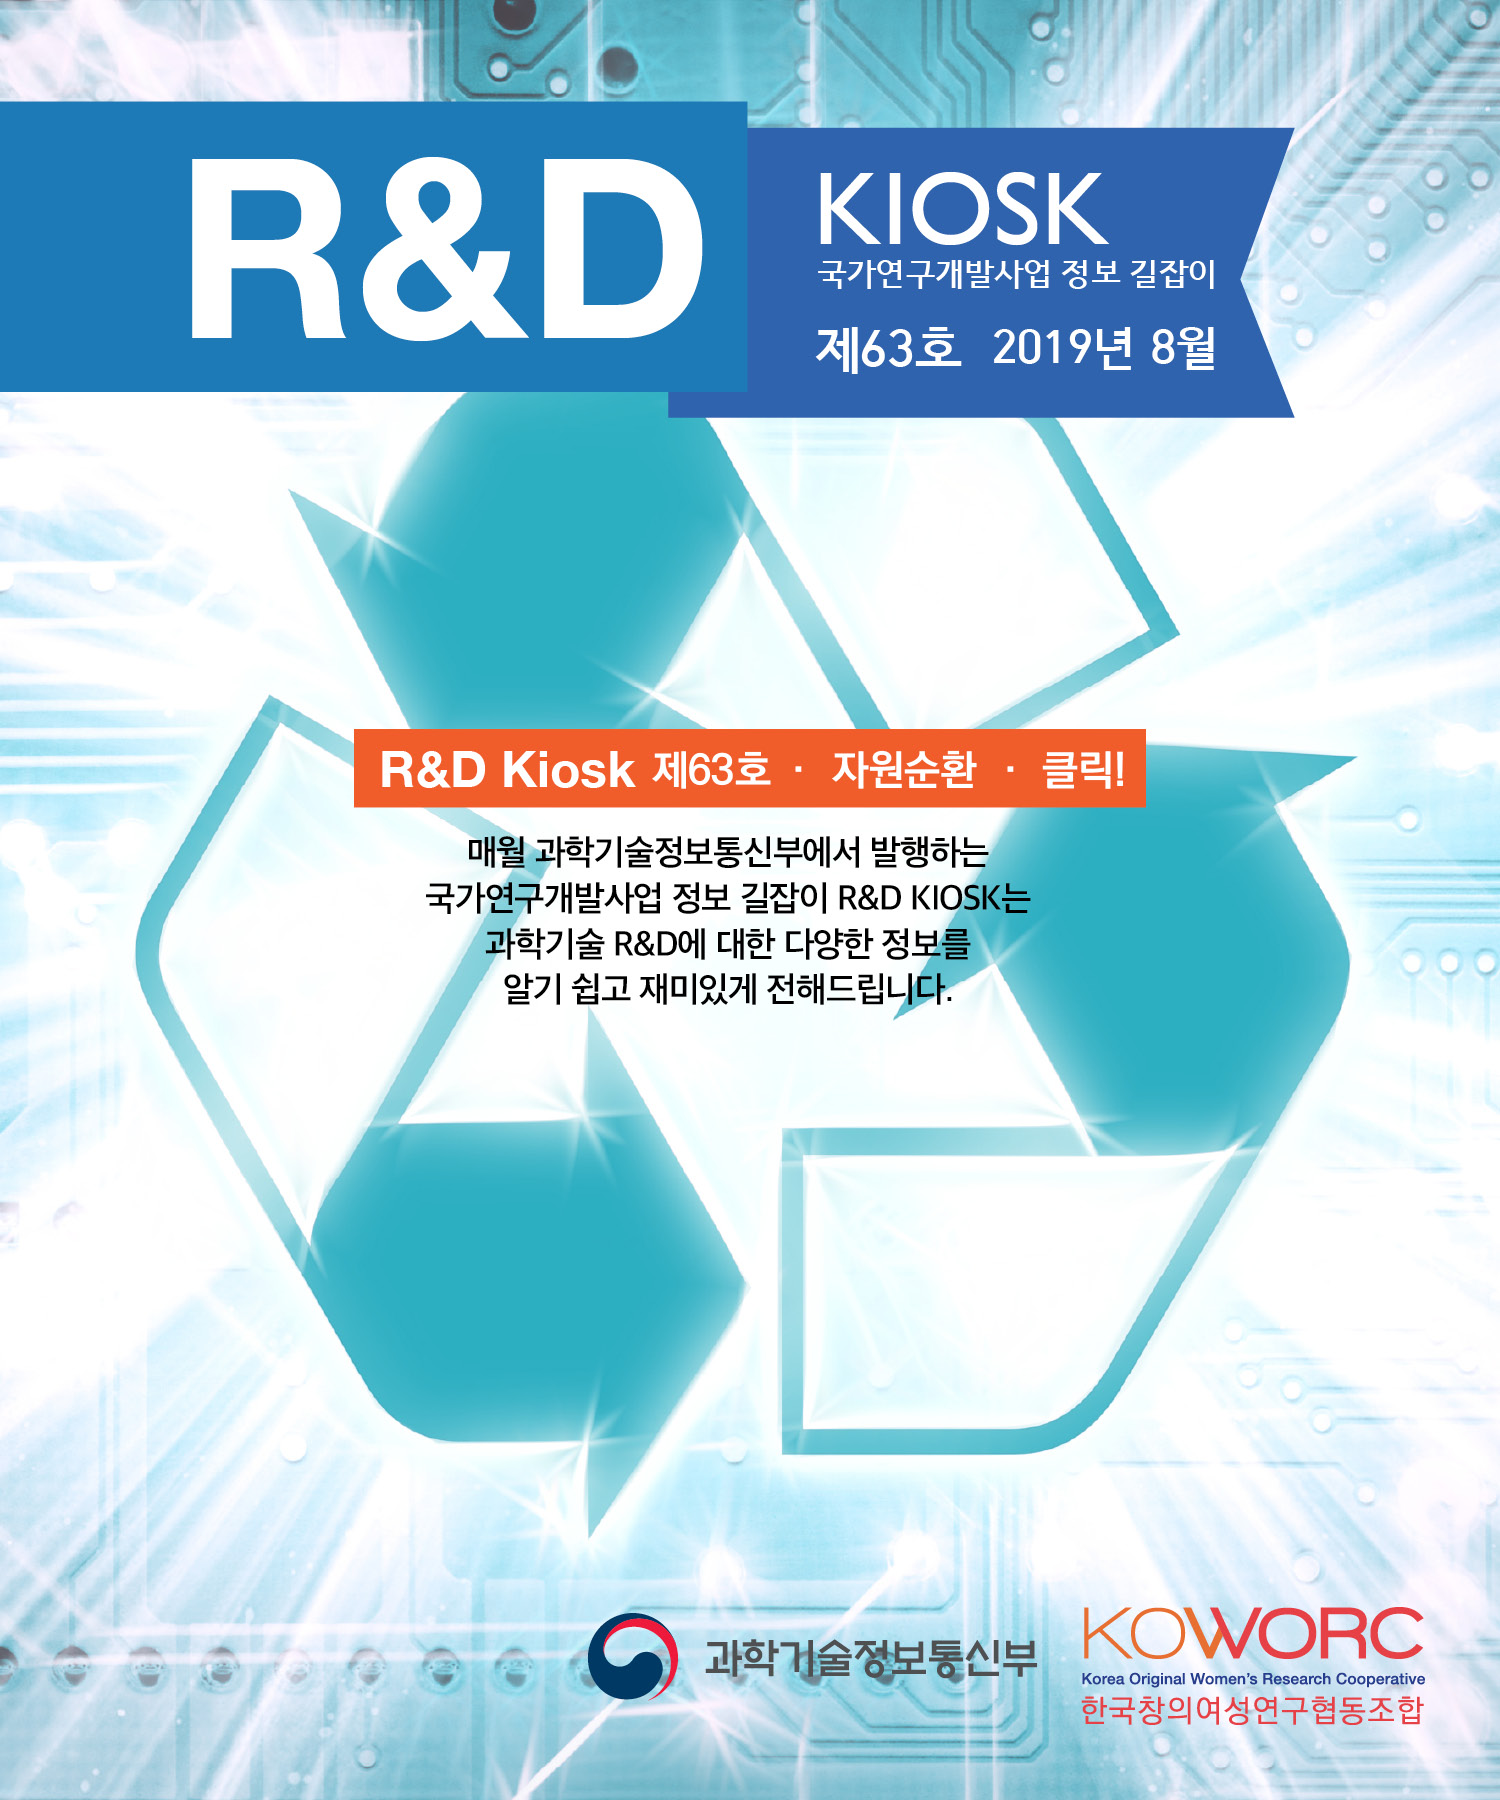 R&D
KIOSK
국가연구개발사업 정보 길잡이
제63호 2019년 8월
R&D Kiosk 제63호 · 자원순환 · 클릭!
매월 과학기술정보통신부에서 발행하는
국가연구개발사업 정보 길잡이 R&D KIOSK는
과학기술 R&D에 대한 다양한 정보를
알기 쉽고 재미있게 전해드립니다.
과학기술정보통신부
KOWORC
Korea Original Women's Research Cooperative
한국창의여성연구협동조합